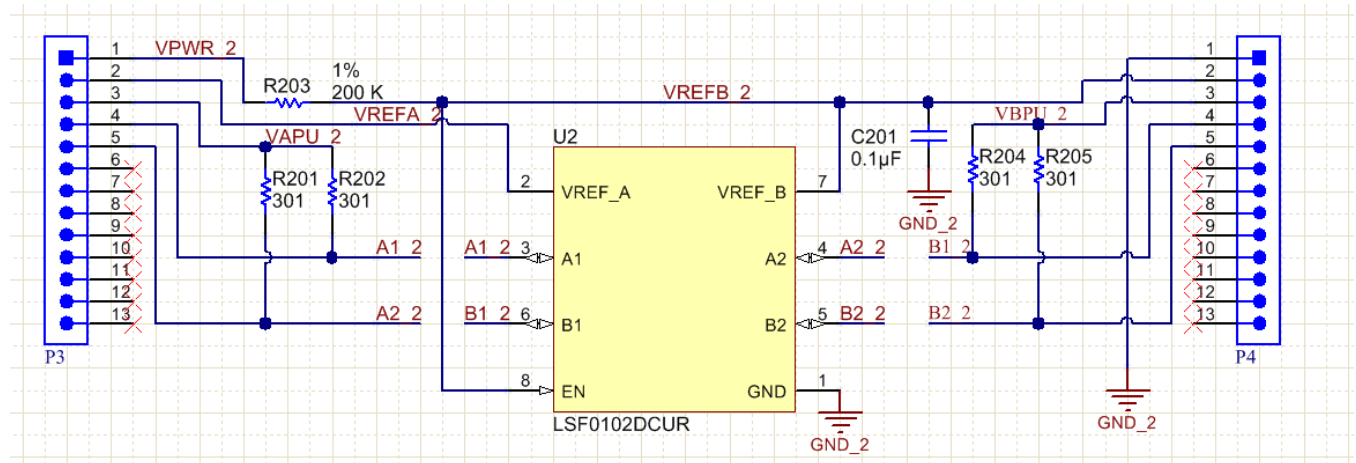 1
2
3
4
5
6
7
8
9
10
11
12
13
P3
VPWR_2
R203
1%
200 K
VREFA_2
VAPU_2
R201
301
R202
301
A1_2
A2_2
A1_2
B1_2
VREFB_2
U2
2
3
6
8
VREF_A
A1
B1
EN
VREF_B
A2
B2
GND
7
4
5
1
LSF0102DCUR
A2_2
B2_2
GND_2
C201
0.1µF
GND_2
VBPU_2
R204
301
R205
301
B1_2
B2_2
GND_2
1
2
3
4
5
6
7
8
9
10
11
12
13
P4